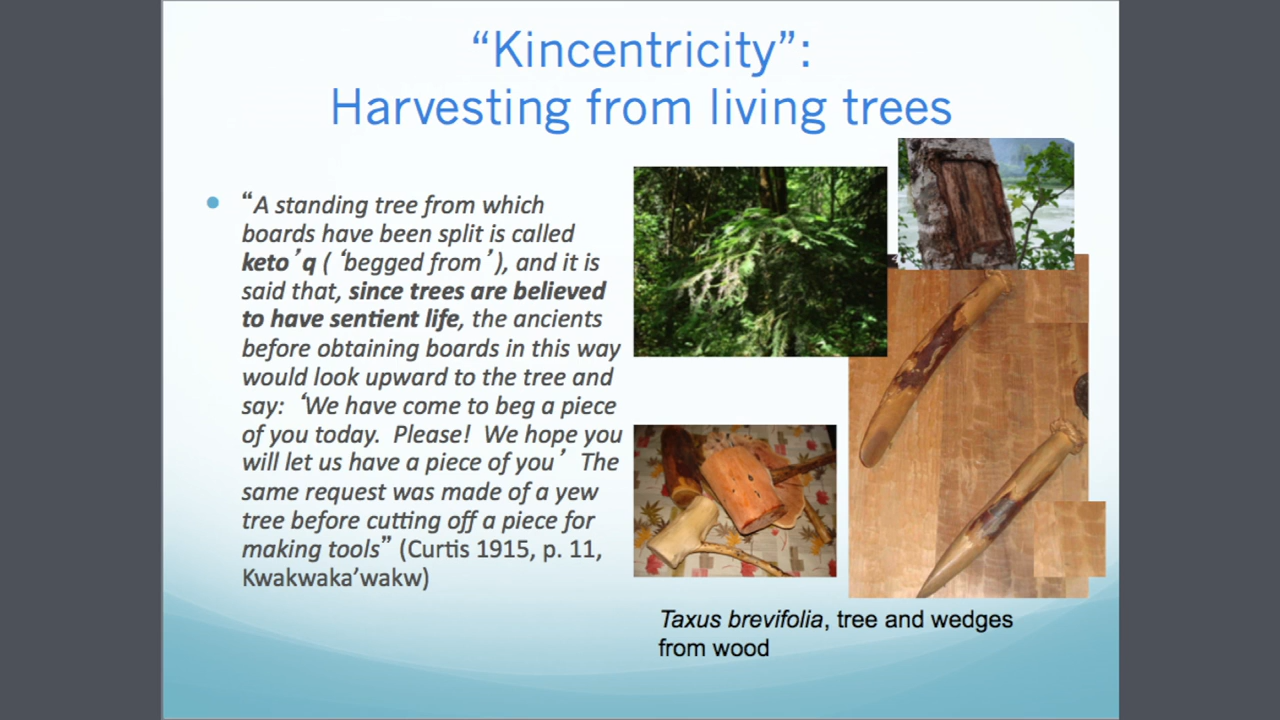 “Kincentricity”:
Harvesting from living trees
“A standing tree from which
boards have been split is called
keto’q ( ‘begged from’), and it is
said that, since trees are believed
to have sentient life, the ancients
before obtaining boards in this way
would look upward to the tree and
say: ‘We have come to beg a piece
of you today. Please! We hope you
will let us have a piece of you’ The
same request was made of a yew
tree before cutting off a piece for
making tools” (Curtis 1915, p. 11,
Kwakwaka’wakw)
Taxus brevifolia, tree and wedges
from wood